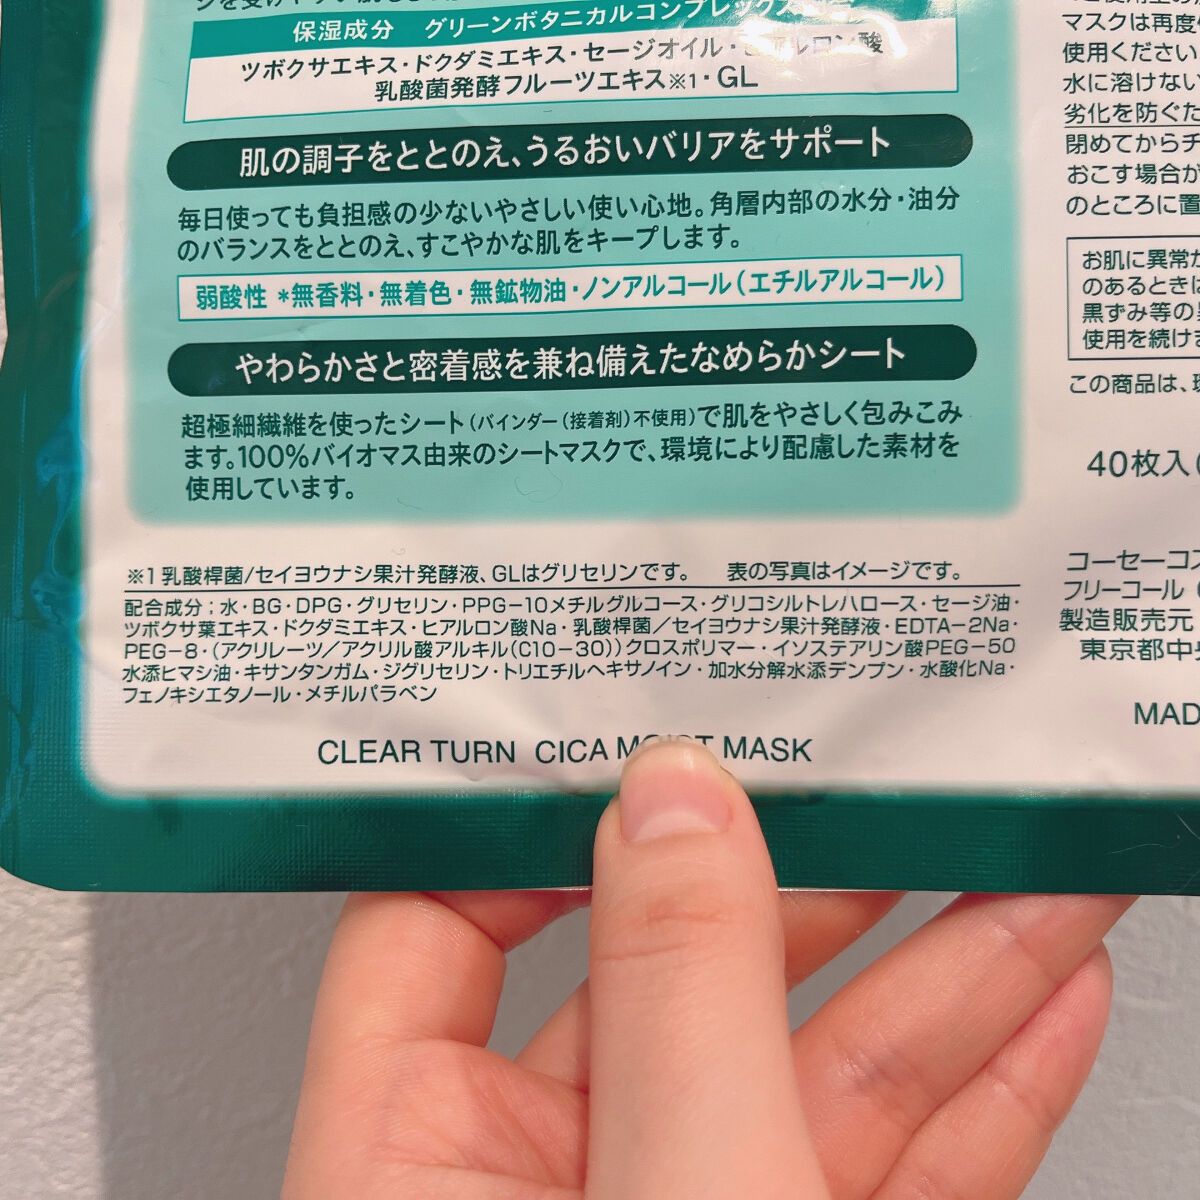 保湿成分 グリーンボタニカルコンプレックス
ツボクサエキス・ドクダミエキス・セージオイル・ヒアルロン酸
乳酸菌発酵フルーツエキス※1・GL
肌の調子をととのえ、うるおいバリアをサポート
毎日使っても負担感の少ないやさしい使い心地。角層内部の水分・油分
のバランスをととのえ、すこやかな肌をキープします。
弱酸性 *無香料・無着色・無鉱物油・ノンアルコール（エチルアルコール）
やわらかさと密着感を兼ね備えたなめらかシート
超極細繊維を使ったシート（バインダー（接着剤）不使用）で肌をやさしく包みこみ
ます。100%バイオマス由来のシートマスクで、環境により配慮した素材を
使用しています。
※1 乳酸桿菌/セイヨウナシ果汁発酵液、GLはグリセリンです。 表の写真はイメージです。
配合成分；水・BG・DPG・グリセリン・PPG-10メチルグルコース・グリコシルトレハロース・セージ油・
ツボクサ葉エキス・ドクダミエキス・ヒアルロン酸Na・乳酸桿菌／セイヨウナシ果汁発酵液・EDTA-2Na・
PEG-8・（アクリレーツ／アクリル酸アルキル(C10-30)）クロスポリマー・イソステアリン酸PEG-50
水添ヒマシ油・キサンタンガム・ジグリセリン・トリエチルヘキサノイン・加水分解水添デンプン・水酸化Na・
フェノキシエタノール・メチルパラベン
CLEAR TURN CICA MOIST MASK
マスクは再度
使用ください
水に溶けない
劣化を防ぐた
閉めてからチ
おこす場合が
のところに置
お肌に異常が
のあるときは
黒ずみ等の
使用を続け
この商品は、
40枚入
コーセーコス
フリーコール
製造販売元
東京都中央
MAD